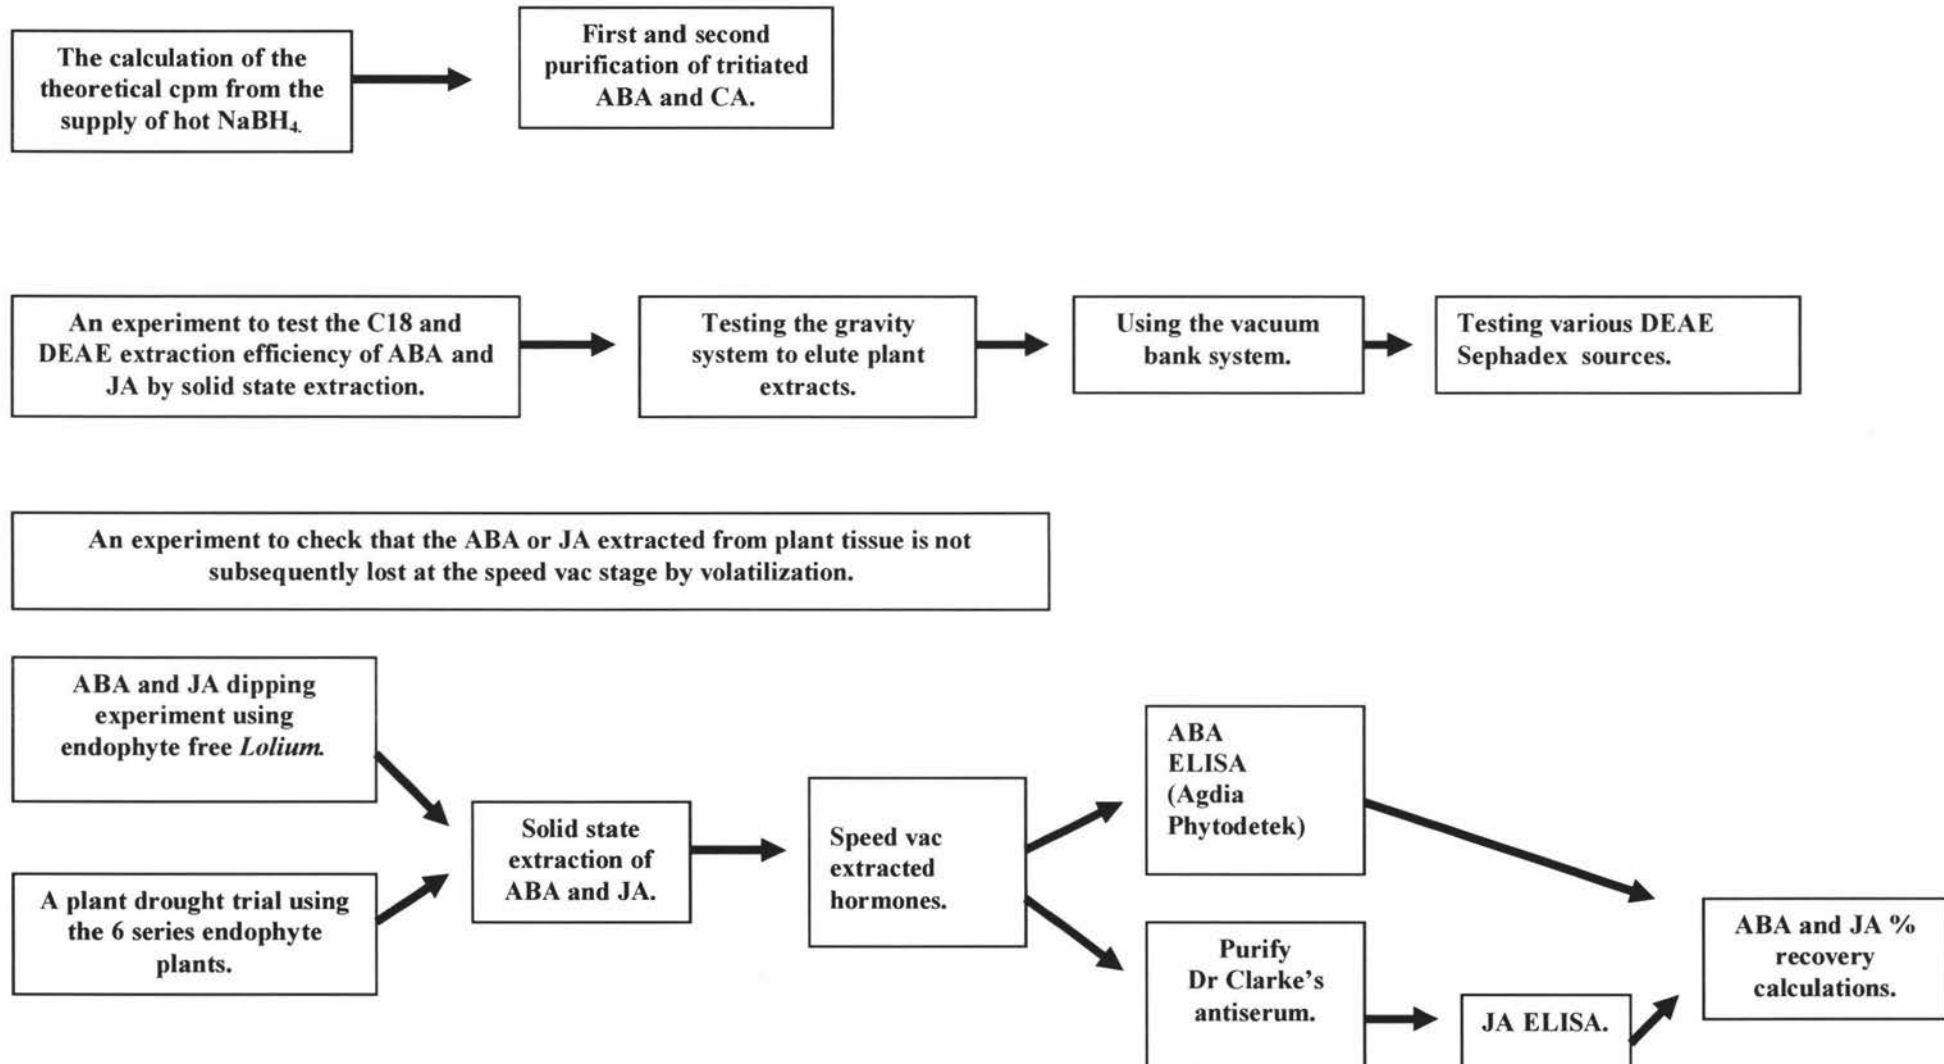 The calculation of the
theoretical cpm from the
supply of hot NaBH₄.
First and second
purification of tritiated
ABA and CA.
An experiment to test the C18 and
DEAE extraction efficiency of ABA and
JA by solid state extraction.
Testing the gravity
system to elute plant
extracts.
Using the vacuum
bank system.
Testing various DEAE
Sephadex sources.
An experiment to check that the ABA or JA extracted from plant tissue is not
subsequently lost at the speed vac stage by volatilization.
ABA and JA dipping
experiment using
endophyte free Lolium.
A plant drought trial using
the 6 series endophyte
plants.
Solid state
extraction of
ABA and JA.
Speed vac
extracted
hormones.
ABA
ELISA
(Agdia
Phytodetek)
Purify
Dr Clarke's
antiserum.
JA ELISA.
ABA and JA %
recovery
calculations.